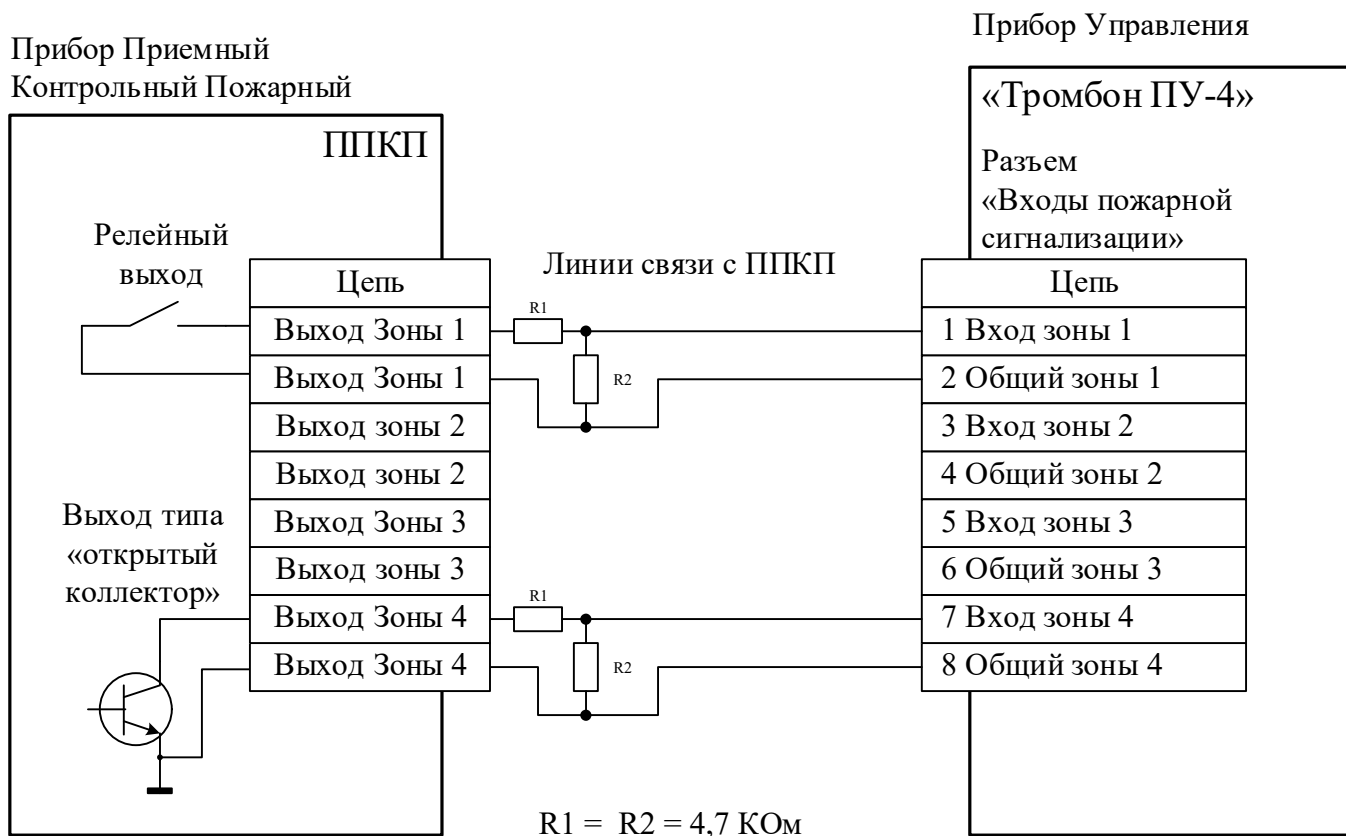 Прибор Приемный
Контрольный Пожарный
ППКП
Релейный
выход
Цепь
Выход Зоны 1
Выход Зоны 1
Выход зоны 2
Выход зоны 2
Выход Зоны 3
Выход зоны 3
Выход Зоны 4
Выход Зоны 4
Выход типа
«открытый
коллектор»
Линии связи с ППКП
R1
R2
R1
R2
R1 = R2 = 4,7 КОм
Прибор Управления
«Тромбон ПУ-4»
Разъем
«Входы пожарной
сигнализации»
Цепь
1 Вход зоны 1
2 Общий зоны 1
3 Вход зоны 2
4 Общий зоны 2
5 Вход зоны 3
6 Общий зоны 3
7 Вход зоны 4
8 Общий зоны 4